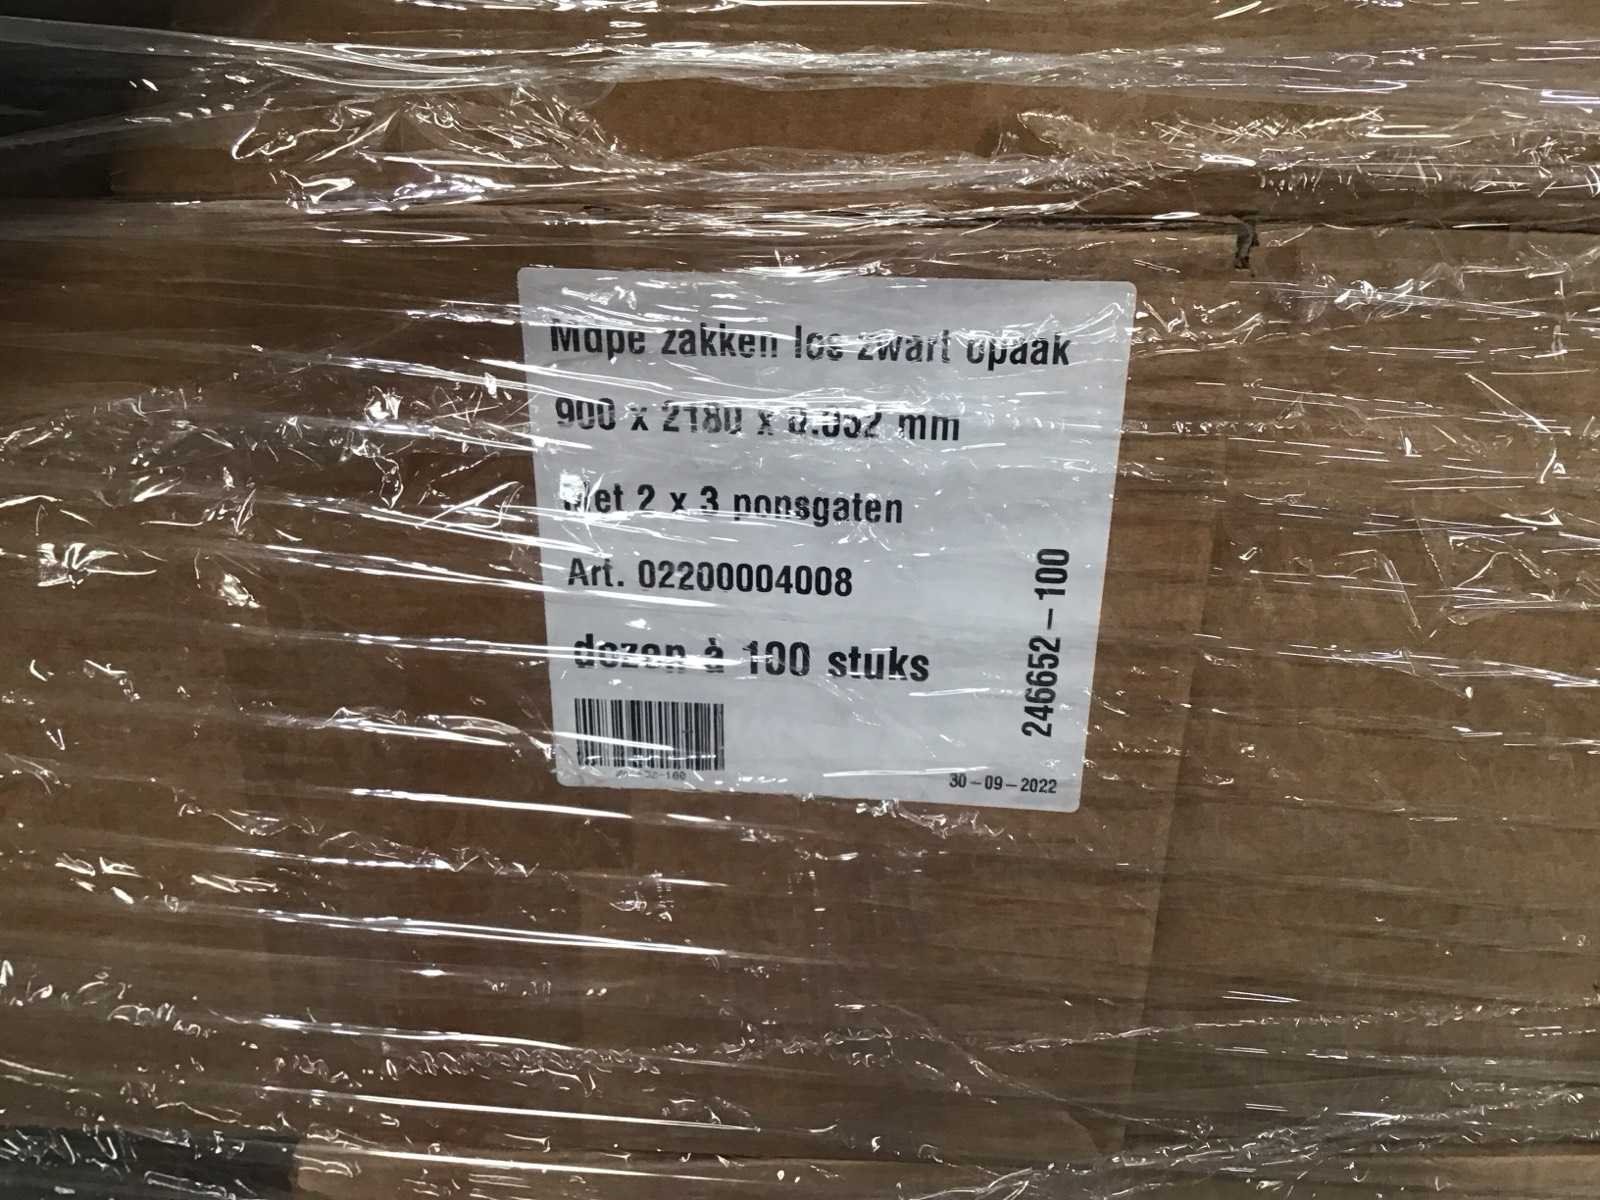 Mdpe zakken los zwart opaak
900 x 2180 x 0.052 mm
Met 2 x 3 ponsgaten
Art. 02200004008
dozen à 100 stuks
246652-100
30-09-2022